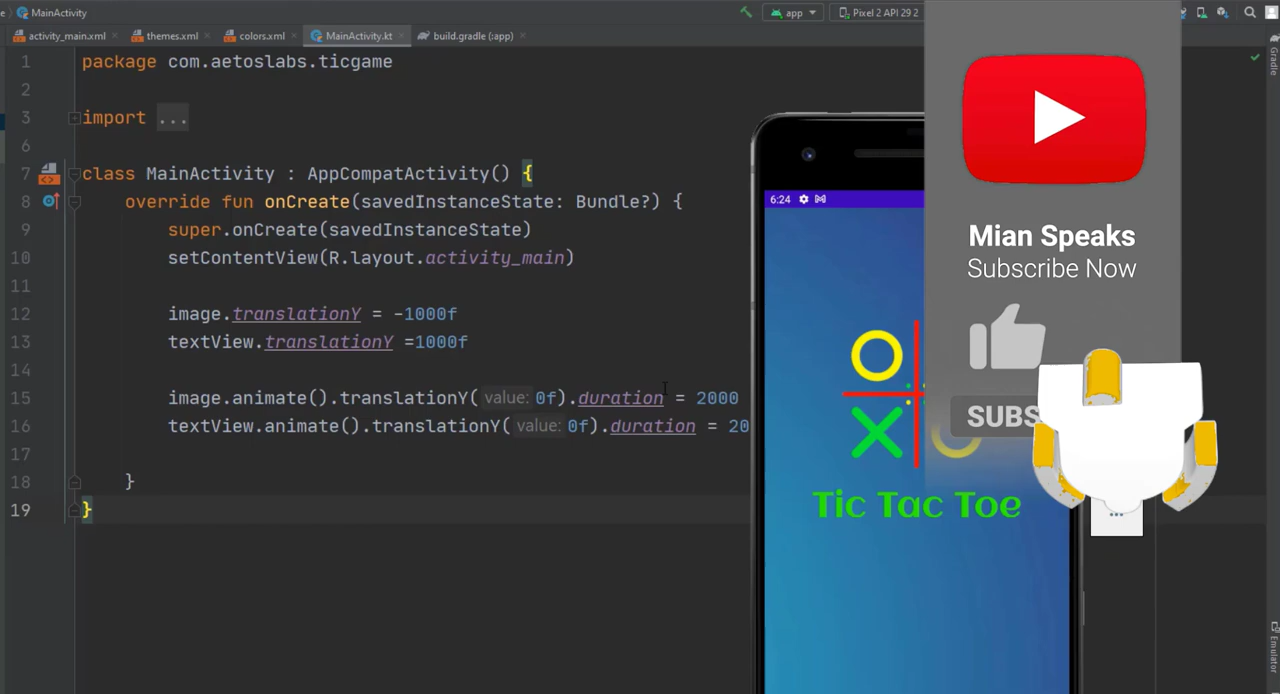 MainActivity
app
Pixel 2 API 29 2
activity_main.xml
themes.xml
colors.xml
MainActivity.kt
build.gradle (:app)
Gradle
1 package com.aetoslabs.ticgame
2
3 import ...
6
7 class MainActivity : AppCompatActivity() {
8 override fun onCreate(savedInstanceState: Bundle?) {
9 super.onCreate(savedInstanceState)
10 setContentView(R.layout.activity_main)
11
12 image.translationY = -1000f
13 textView.translationY =1000f
14
15 image.animate().translationY( value: 0f).duration = 2000
16 textView.animate().translationY( value: 0f).duration = 20
17
18 }
19 }
6:24
Tic Tac Toe
Mian Speaks
Subscribe Now
SUBS
Emulator